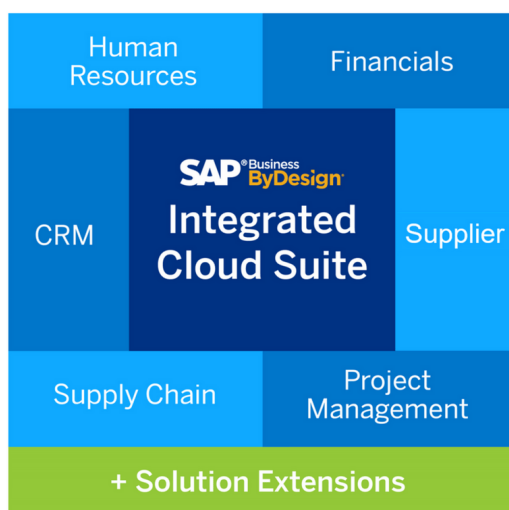 Human
Resources
Financials
CRM
SAP® Business
ByDesign
Integrated
Cloud Suite
Supplier
Supply Chain
Project
Management
+ Solution Extensions